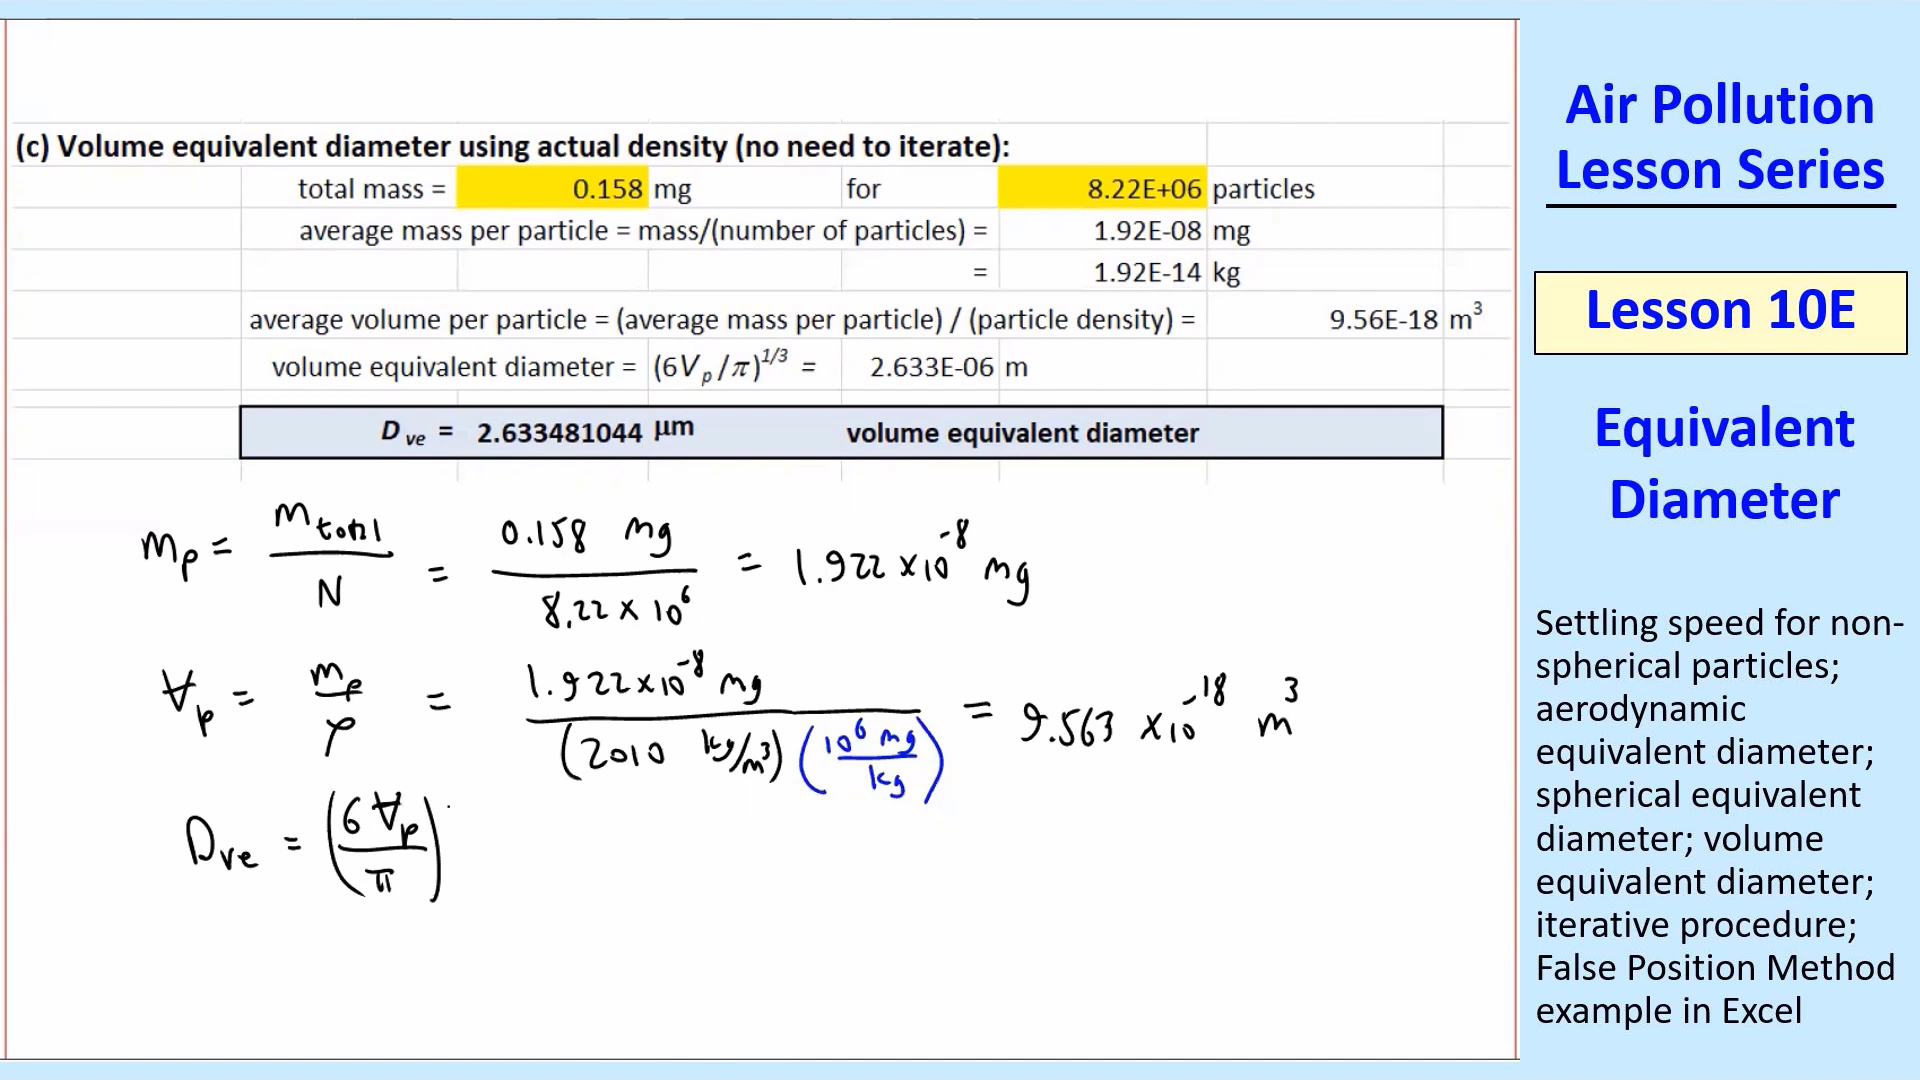 (c) Volume equivalent diameter using actual density (no need to iterate):
total mass = 0.158 mg for 8.22E+06 particles
average mass per particle = mass/(number of particles) = 1.92E-08 mg
= 1.92E-14 kg
average volume per particle = (average mass per particle) / (particle density) = 9.56E-18 m³
volume equivalent diameter = (6Vₚ/π)^1/3 = 2.633E-06 m
D ve = 2.633481044 μm volume equivalent diameter
mₚ = m_total / N = 0.158 mg / 8.22 × 10⁶ = 1.922 × 10⁻⁸ mg
∀ₚ = mₚ / ρ = 1.922 × 10⁻⁸ mg / (2010 kg/m³) (10⁶ mg / kg) = 9.563 × 10⁻¹⁸ m³
D_ve = (6 ∀ₚ / π)
Air Pollution
Lesson Series
Lesson 10E
Equivalent
Diameter
Settling speed for non-
spherical particles;
aerodynamic
equivalent diameter;
spherical equivalent
diameter; volume
equivalent diameter;
iterative procedure;
False Position Method
example in Excel